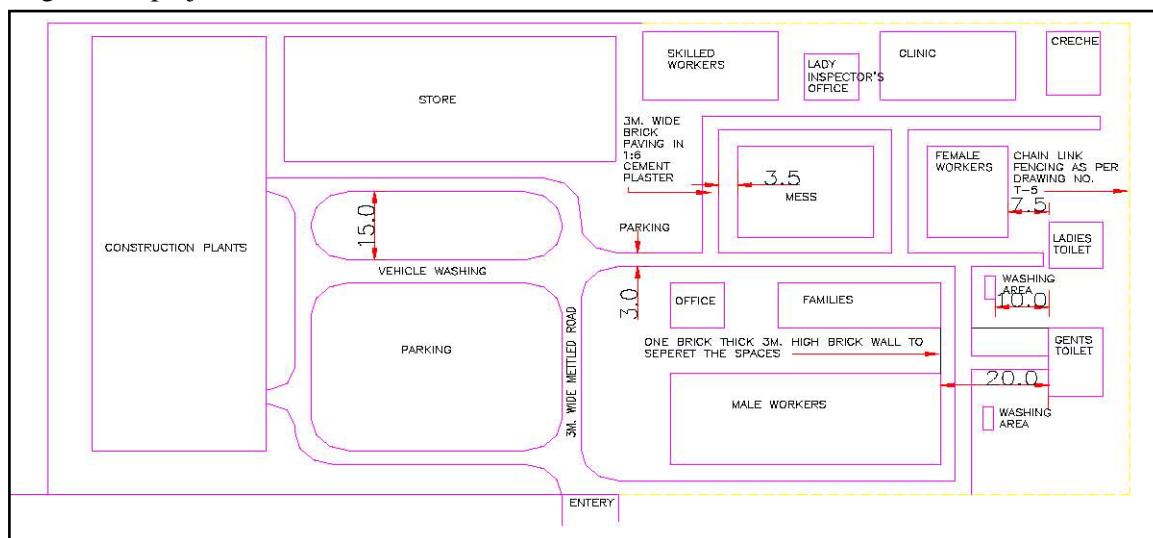 SKILLED
WORKERS
LADY
INSPECTOR'S
OFFICE
CLINIC
CRECHE
STORE
3M. WIDE
BRICK
PAVING IN
1:6
CEMENT
PLASTER
3.5
MESS
FEMALE
WORKERS
CHAIN LINK
FENCING AS PER
DRAWING NO.
T-5
7.5
CONSTRUCTION PLANTS
15.0
VEHICLE WASHING
PARKING
3.0
LADIES
TOILET
WASHING
AREA
10.0
OFFICE
FAMILIES
PARKING
3M. WIDE METTLED ROAD
ONE BRICK THICK 3M. HIGH BRICK WALL TO
SEPERET THE SPACES
GENTS
TOILET
20.0
MALE WORKERS
WASHING
AREA
ENTERY